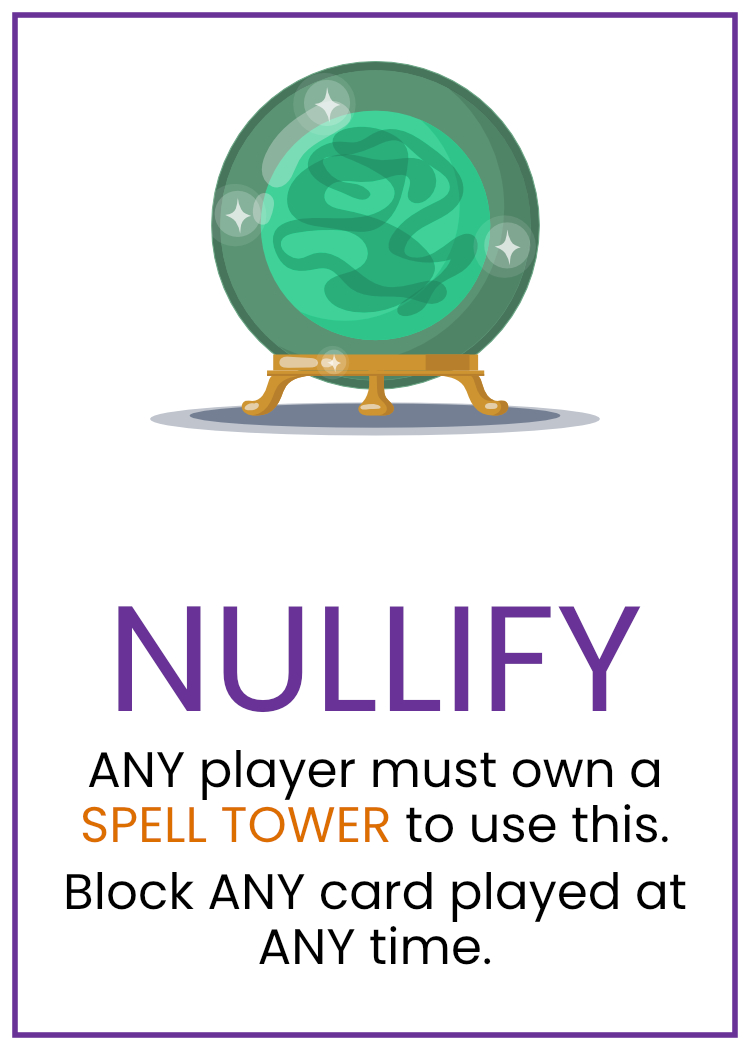 NULLIFY
ANY player must own a
SPELL TOWER to use this.
Block ANY card played at
ANY time.